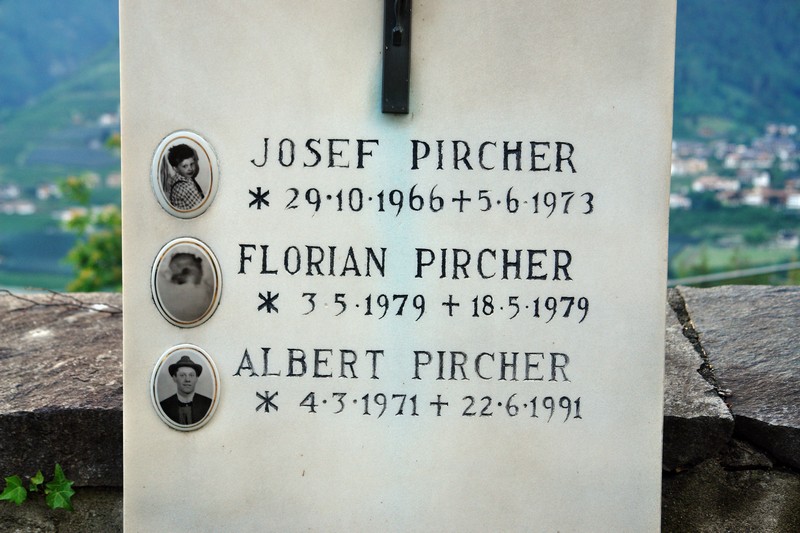 JOSEF PIRCHER
* 29·10·1966 + 5·6·1973
FLORIAN PIRCHER
* 3·5·1979 + 18·5·1979
ALBERT PIRCHER
* 4·3·1971 + 22·6·1991